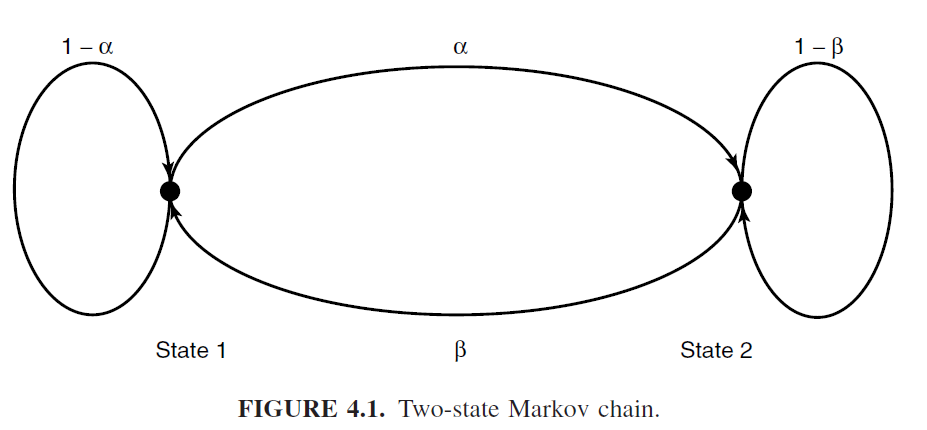 1 – α
α
1 – β
State 1
β
State 2
FIGURE 4.1. Two-state Markov chain.